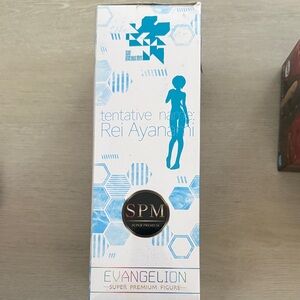 tentative name:
Rei Ayanami
SPM
SUPER PREMIUM
EVANGELION
SUPER PREMIUM FIGURE